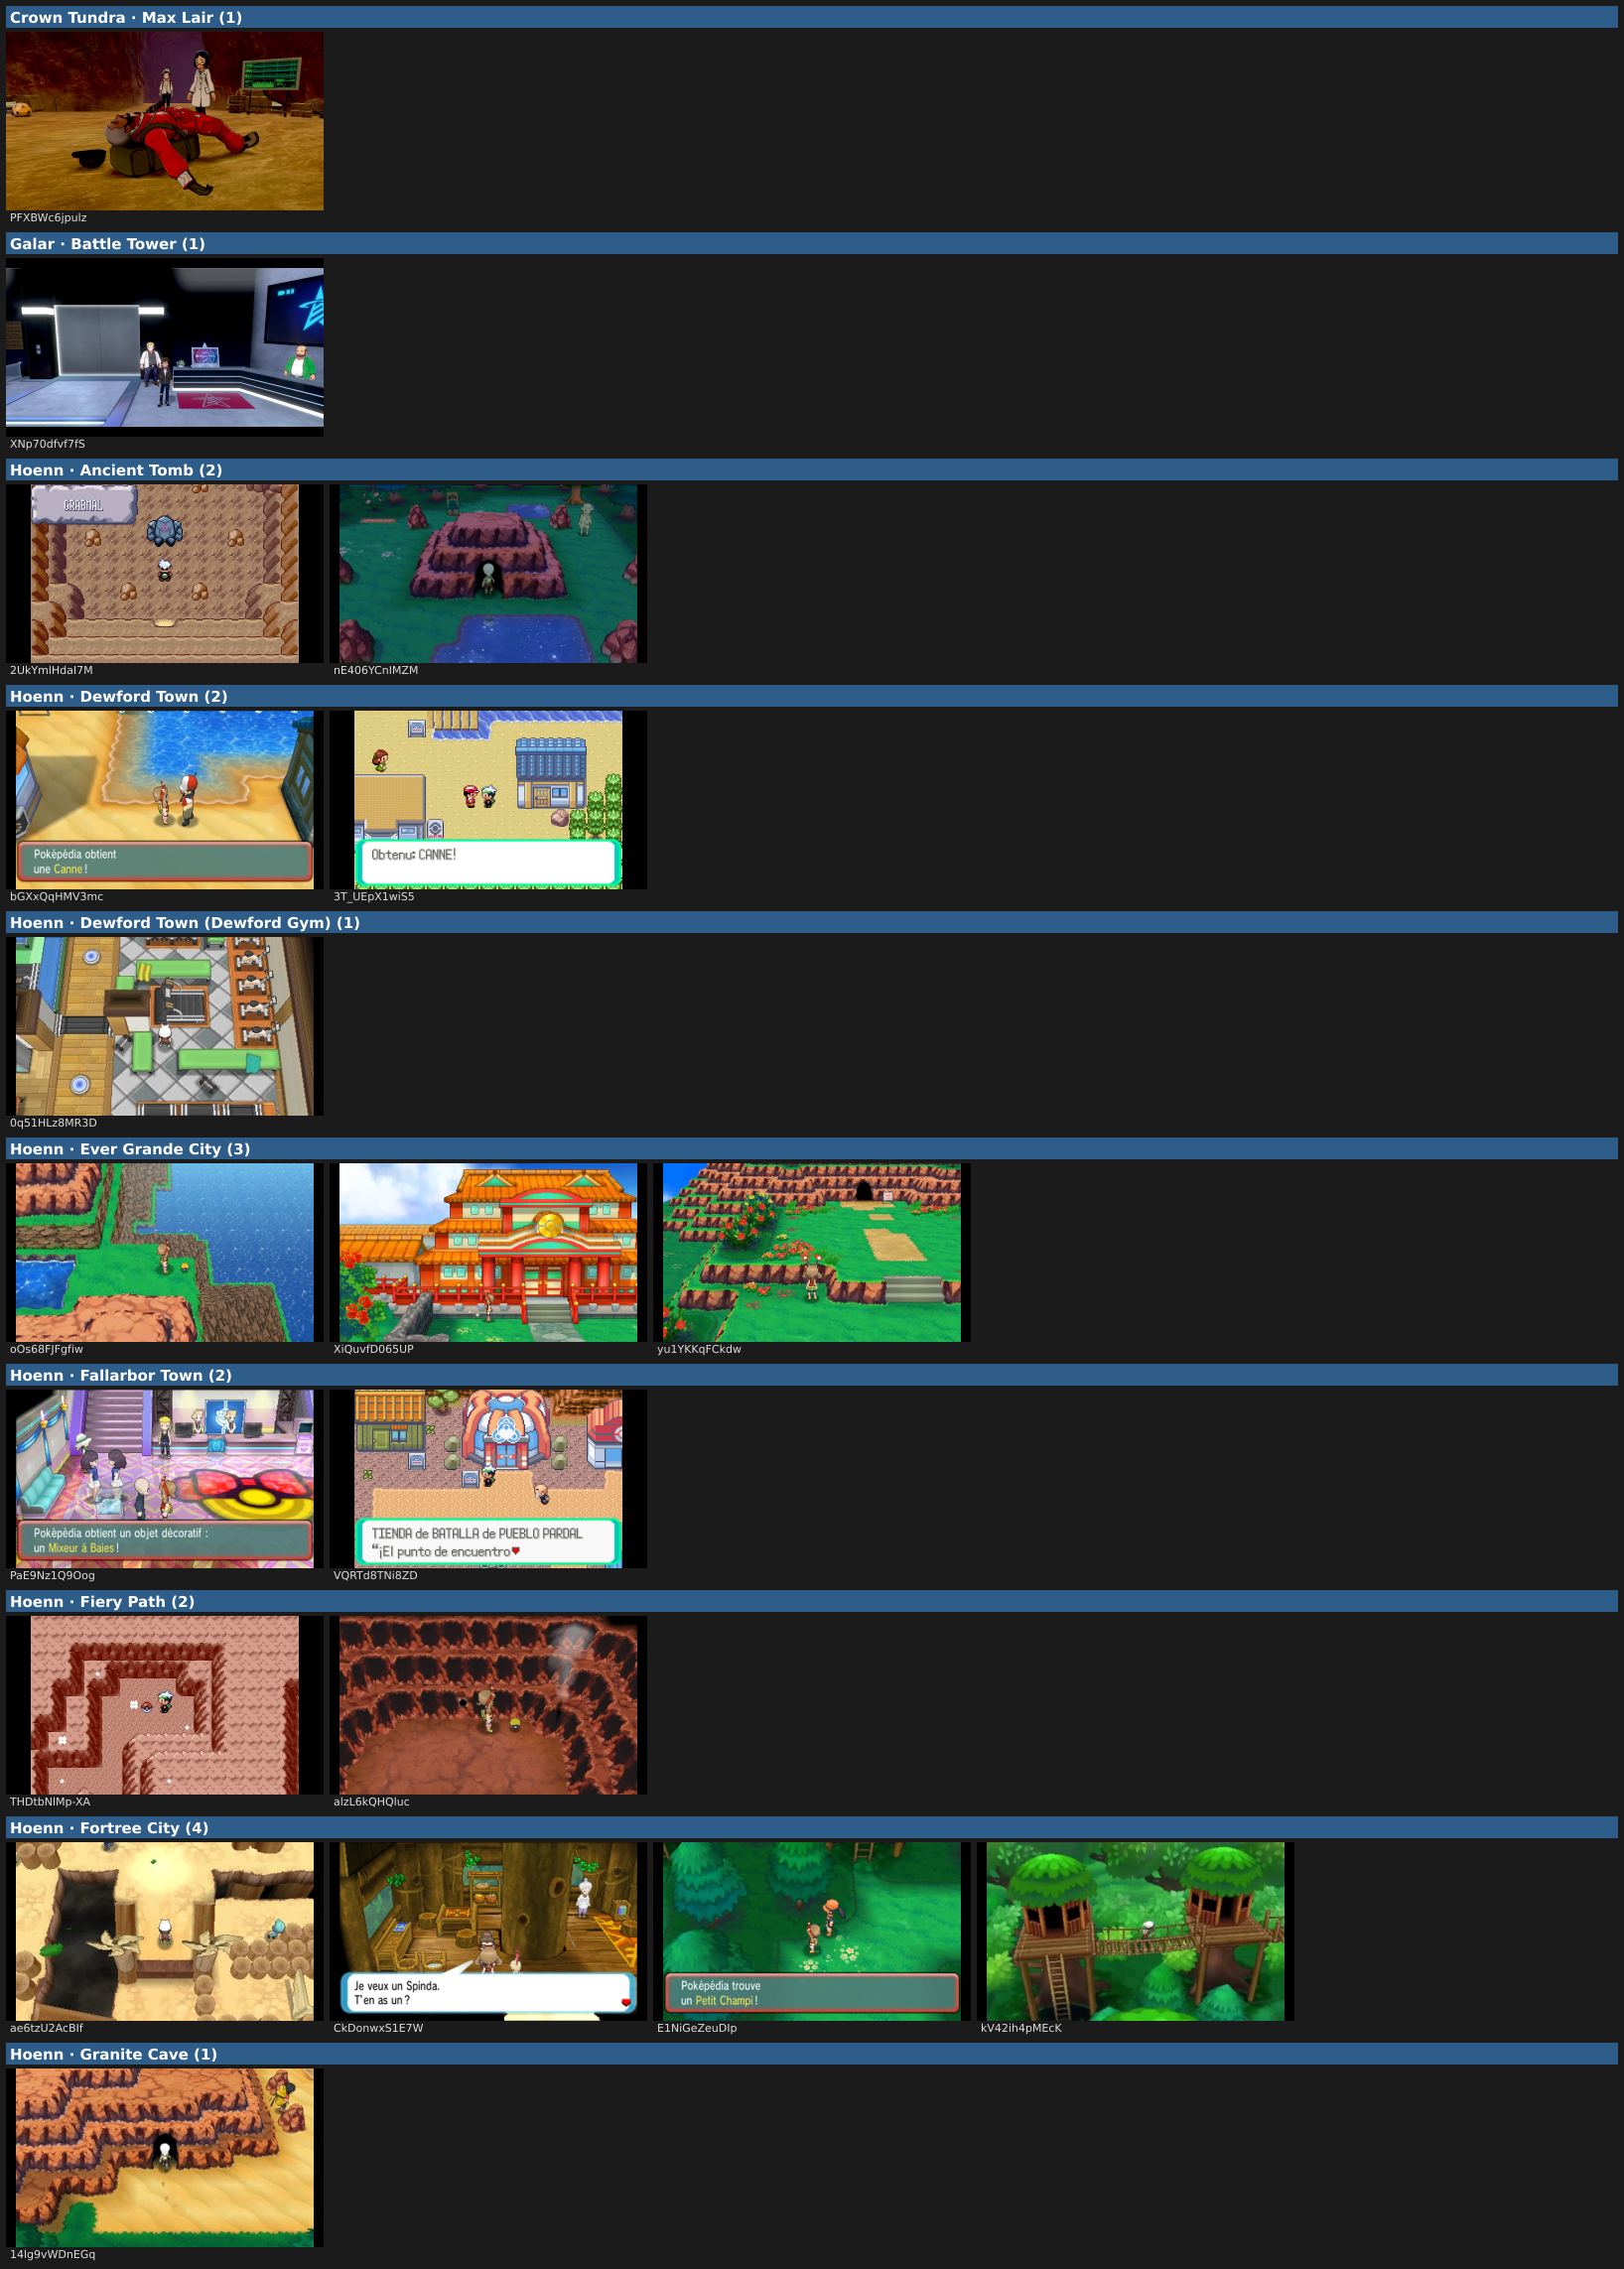 Crown Tundra · Max Lair (1)
PFXBWc6jpulz
Galar · Battle Tower (1)
XNp70dfvf7fS
Hoenn · Ancient Tomb (2)
GRABMAL
2UkYmlHdaI7M
nE406YCnIMZM
Hoenn · Dewford Town (2)
Poképédia obtient
une Canne !
Obtenu: CANNE!
bGXxQqHMV3mc
3T_UEpX1wiS5
Hoenn · Dewford Town (Dewford Gym) (1)
0q51HLz8MR3D
Hoenn · Ever Grande City (3)
oOs68FJFgfiw
XiQuvfD065UP
yu1YKKqFCkdw
Hoenn · Fallarbor Town (2)
Poképédia obtient un objet décoratif :
un Mixeur à Baies !
TIENDA de BATALLA de PUEBLO PARDAL
“¡El punto de encuentro
PaE9Nz1Q9Oog
VQRTd8TNi8ZD
Hoenn · Fiery Path (2)
THDtbNlMp-XA
alzL6kQHQluc
Hoenn · Fortree City (4)
Je veux un Spinda.
T'en as un ?
Poképédia trouve
un Petit Champi !
ae6tzU2AcBIf
CkDonwxS1E7W
E1NiGeZeuDIp
kV42ih4pMEcK
Hoenn · Granite Cave (1)
14lg9vWDnEGq